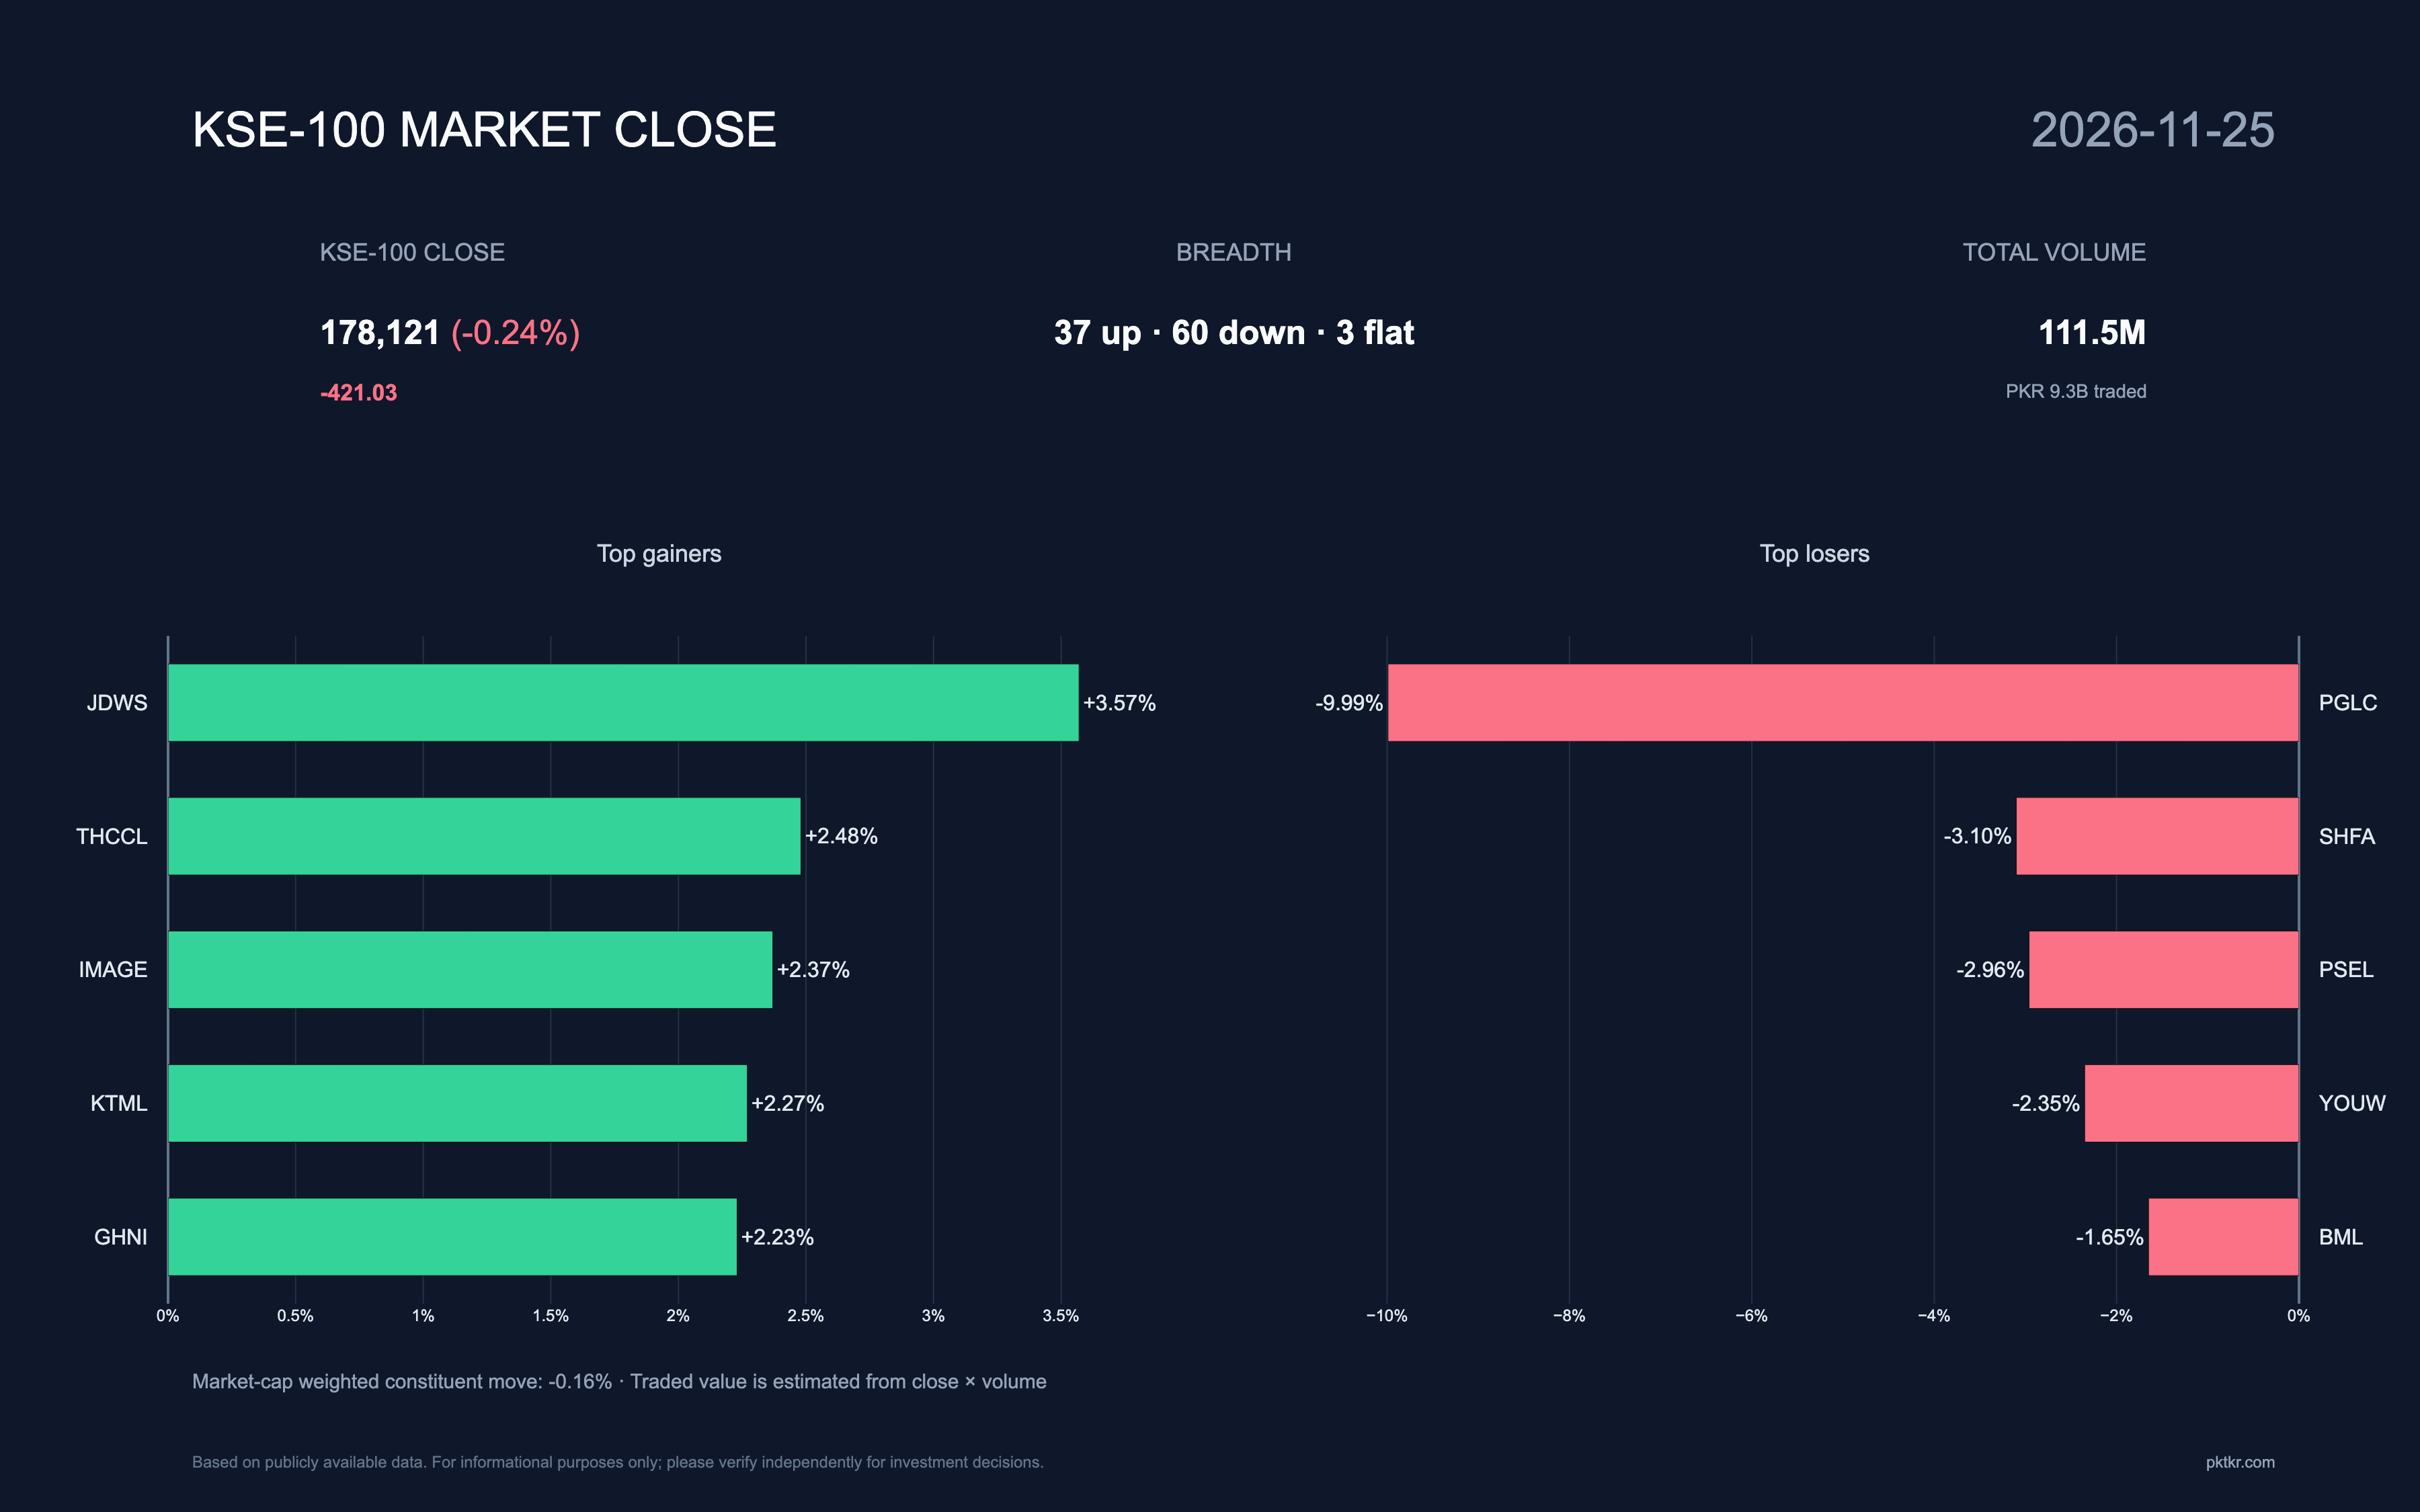 KSE-100 MARKET CLOSE
2026-11-25
KSE-100 CLOSE
178,121 (-0.24%)
-421.03
BREADTH
37 up · 60 down · 3 flat
TOTAL VOLUME
111.5M
PKR 9.3B traded
Top gainers
JDWS +3.57%
THCCL +2.48%
IMAGE +2.37%
KTML +2.27%
GHNI +2.23%
0% 0.5% 1% 1.5% 2% 2.5% 3% 3.5%
Top losers
-9.99% PGLC
-3.10% SHFA
-2.96% PSEL
-2.35% YOUW
-1.65% BML
−10% −8% −6% −4% −2% 0%
Market-cap weighted constituent move: -0.16% · Traded value is estimated from close × volume
Based on publicly available data. For informational purposes only; please verify independently for investment decisions.
pktkr.com